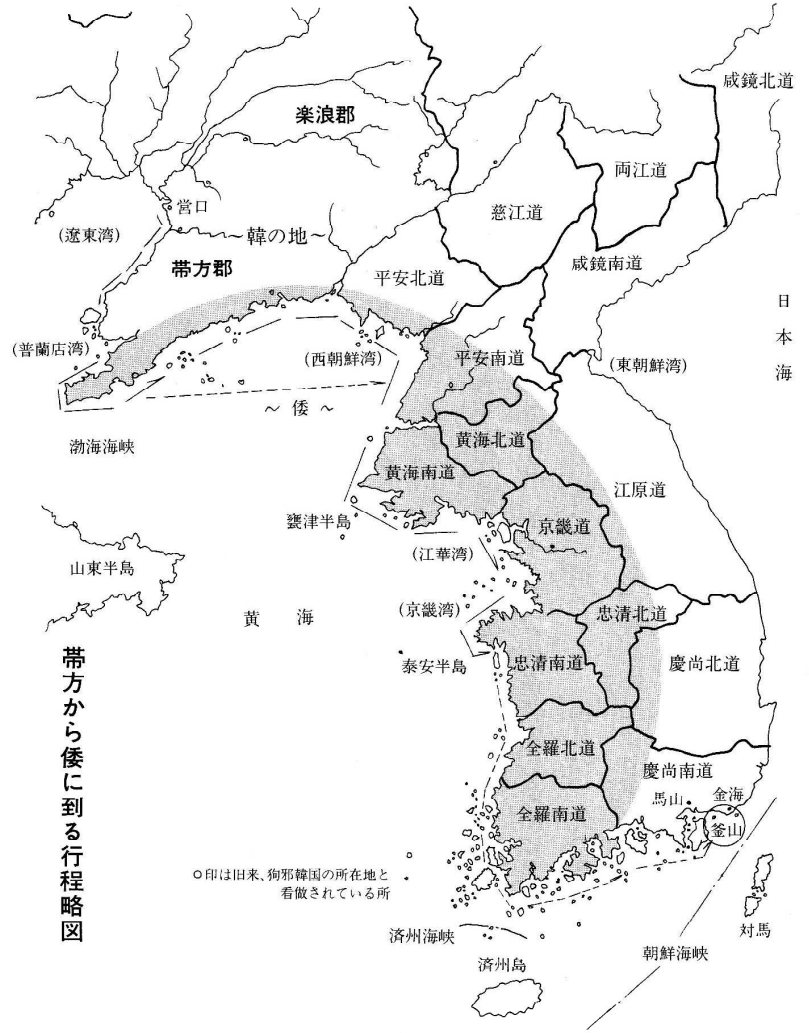 咸鏡北道
楽浪郡
両江道
慈江道
営口
(遼東湾)
~韓の地~
帯方郡
平安北道
咸鏡南道
日本海
(普蘭店湾)
(西朝鮮湾)
平安南道
(東朝鮮湾)
~倭~
渤海海峡
黄海北道
黄海南道
江原道
甕津半島
京畿道
(江華湾)
山東半島
(京畿湾)
黄海
忠清北道
泰安半島
忠清南道
慶尚北道
帯方から倭に到る行程略図
全羅北道
慶尚南道
馬山
金海
全羅南道
釜山
○印は旧来、狗邪韓国の所在地と
看做されている所
済州海峡
対馬
朝鮮海峡
済州島